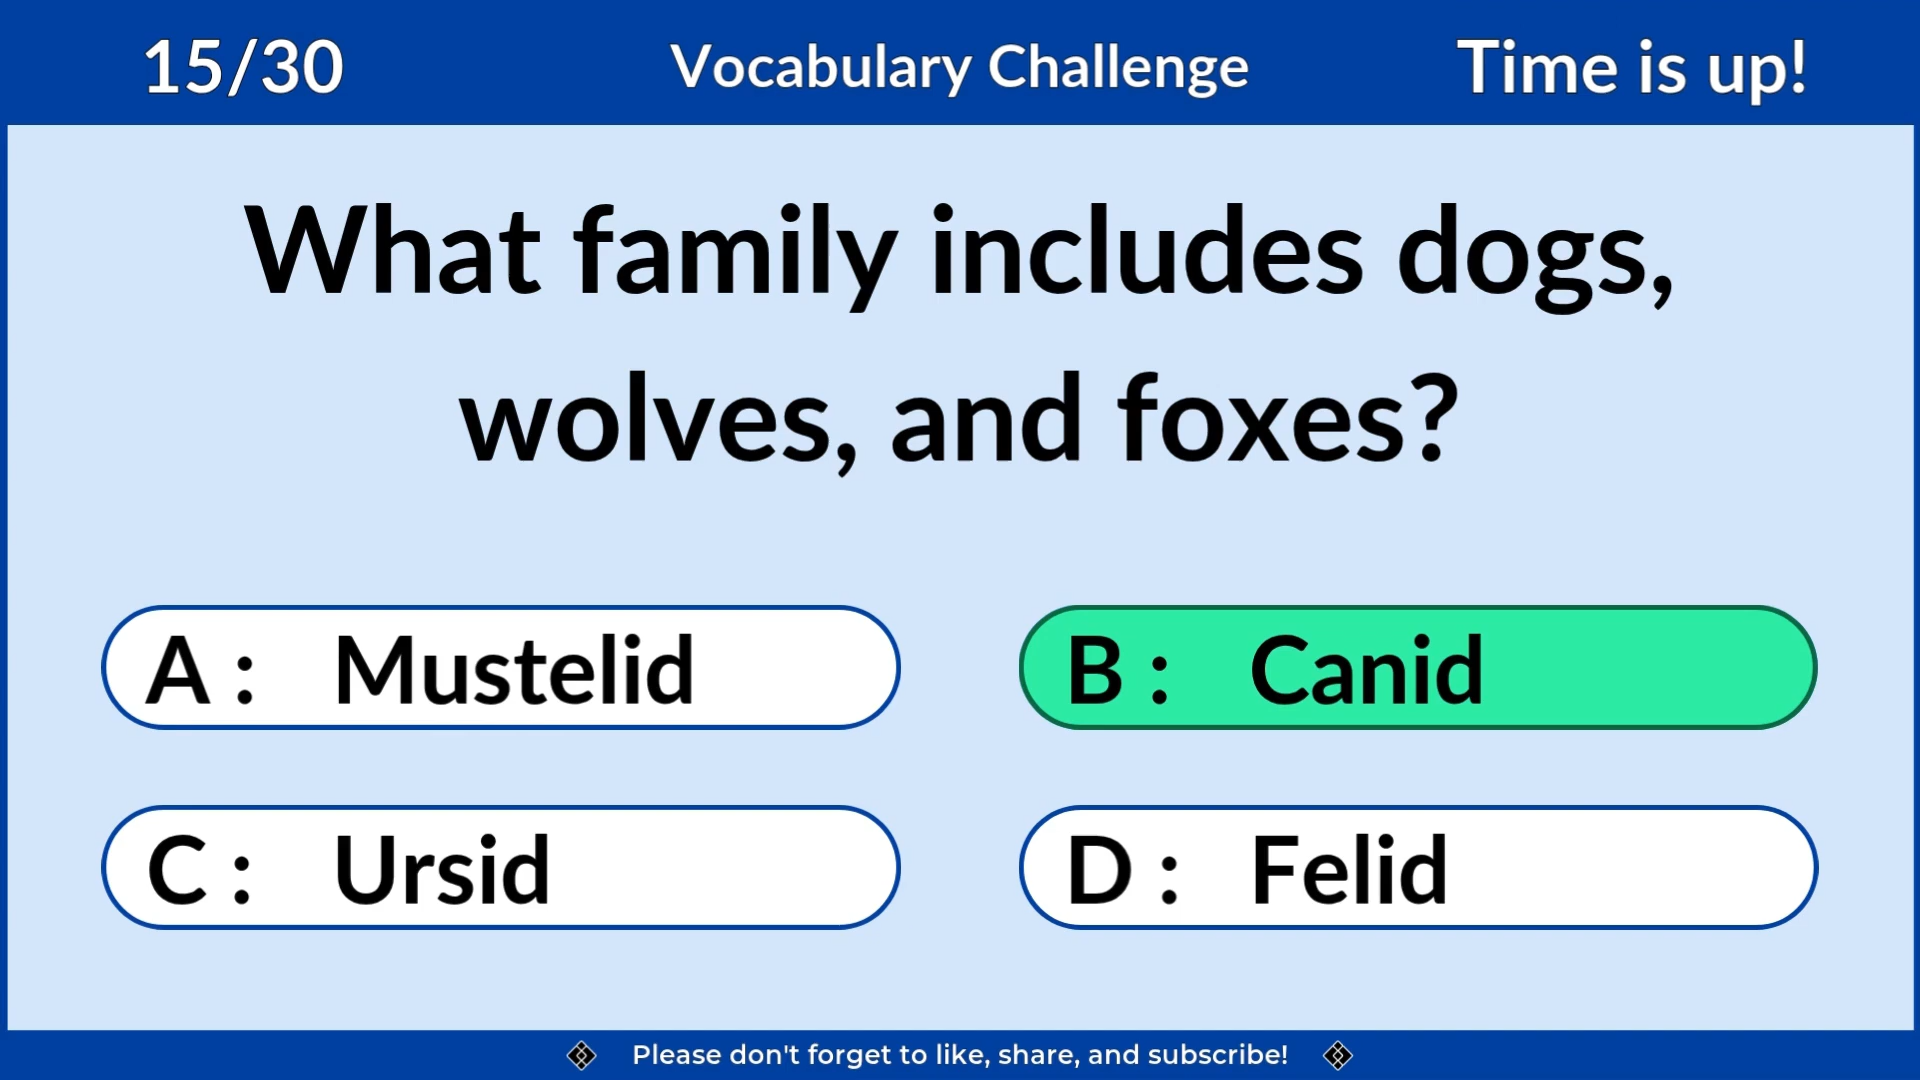 15/30
Vocabulary Challenge
Time is up!
What family includes dogs,
wolves, and foxes?
A : Mustelid
B : Canid
C : Ursid
D : Felid
Please don't forget to like, share, and subscribe!